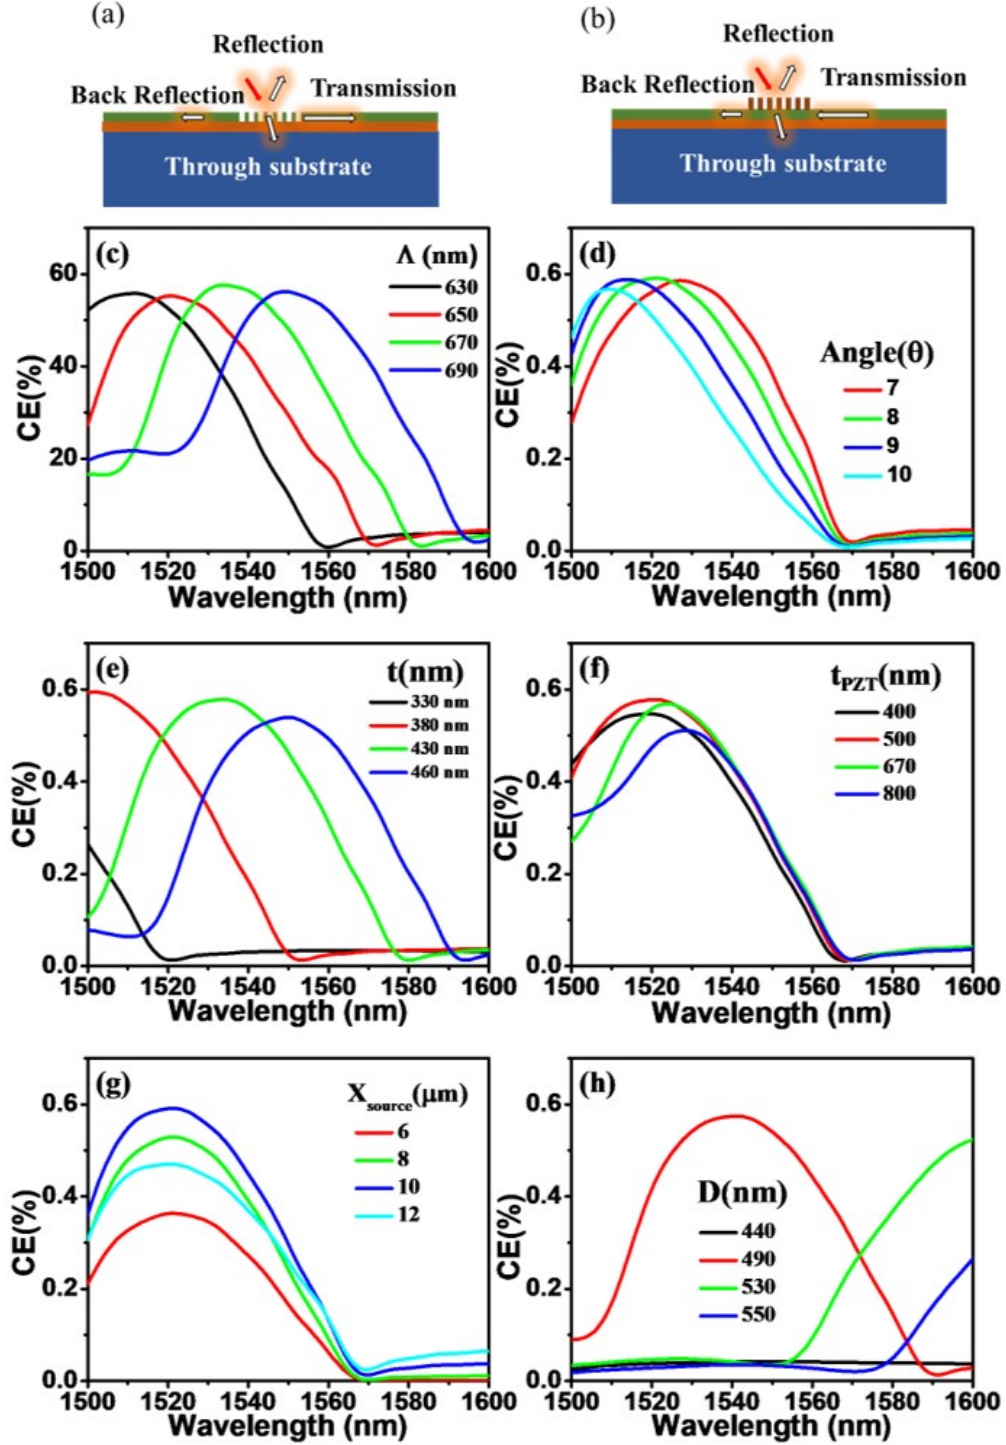 (a)
(b)
Reflection
Back Reflection
Transmission
Through substrate
Reflection
Back Reflection
Transmission
Through substrate
(c)
Λ (nm)
630
650
670
690
CE(%)
60
40
20
0
1500 1520 1540 1560 1580 1600
Wavelength (nm)
(d)
Angle(θ)
7
8
9
10
CE(%)
0.6
0.4
0.2
0.0
1500 1520 1540 1560 1580 1600
Wavelength (nm)
(e)
t(nm)
330 nm
380 nm
430 nm
460 nm
CE(%)
0.6
0.4
0.2
0.0
1500 1520 1540 1560 1580 1600
Wavelength (nm)
(f)
tPZT(nm)
400
500
670
800
CE(%)
0.6
0.4
0.2
0.0
1500 1520 1540 1560 1580 1600
Wavelength (nm)
(g)
Xsource(μm)
6
8
10
12
CE(%)
0.6
0.4
0.2
0.0
1500 1520 1540 1560 1580 1600
Wavelength (nm)
(h)
D(nm)
440
490
530
550
CE(%)
0.6
0.4
0.2
0.0
1500 1520 1540 1560 1580 1600
Wavelength (nm)